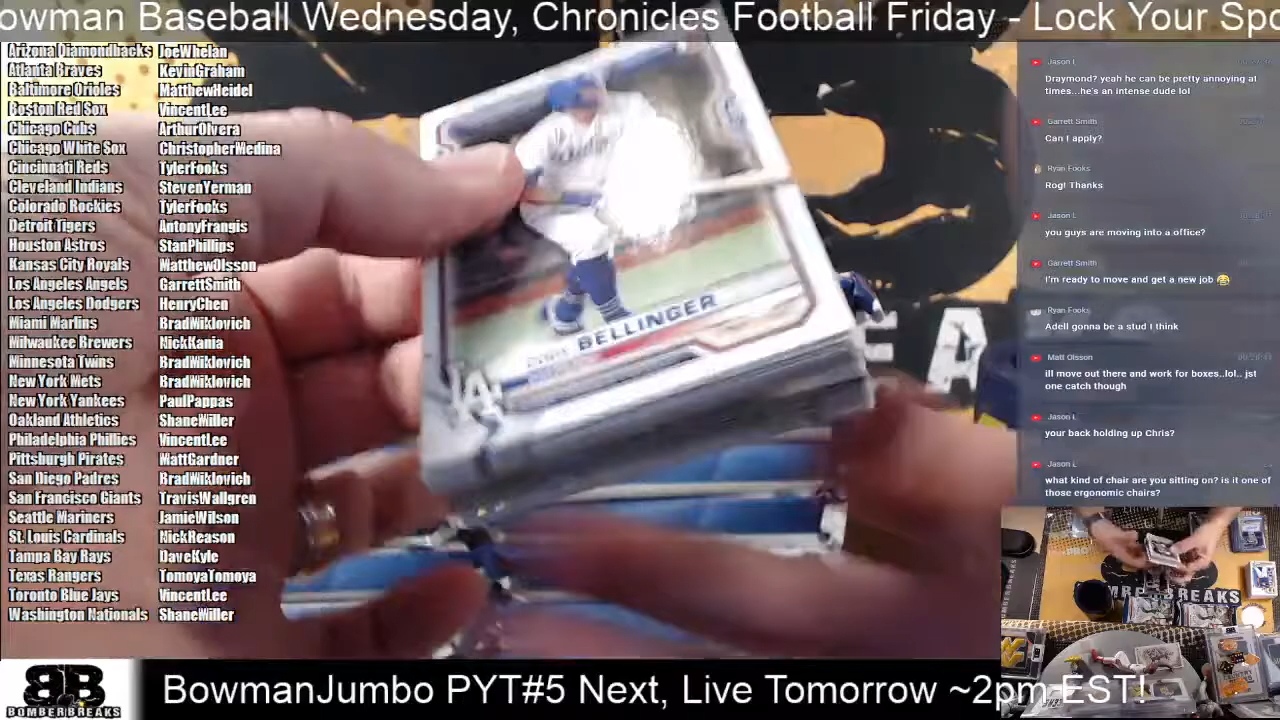 owman Baseball Wednesday, Chronicles Football Friday - Lock Your Spo
Arizona Diamondbacks JoeWhelan
Atlanta Braves KevinGraham
Baltimore Orioles MatthewHeidel
Boston Red Sox VincentLee
Chicago Cubs ArthurOlvera
Chicago White Sox ChristopherMedina
Cincinnati Reds TylerFooks
Cleveland Indians StevenYerman
Colorado Rockies TylerFooks
Detroit Tigers AntonyFrangis
Houston Astros StanPhillips
Kansas City Royals MatthewOlsson
Los Angeles Angels GarrettSmith
Los Angeles Dodgers HenryChen
Miami Marlins BradWiklovich
Milwaukee Brewers NickKania
Minnesota Twins BradWiklovich
New York Mets BradWiklovich
New York Yankees PaulPappas
Oakland Athletics ShaneWiller
Philadelphia Phillies VincentLee
Pittsburgh Pirates MattGardner
San Diego Padres BradWiklovich
San Francisco Giants TravisWallgren
Seattle Mariners JamieWilson
St. Louis Cardinals NickReason
Tampa Bay Rays DaveKyle
Texas Rangers TomoyaTomoya
Toronto Blue Jays VincentLee
Washington Nationals ShaneWiller
BELLINGER
LA
EA
Jason L
Draymond? yeah he can be pretty annoying at
times...he's an intense dude lol
Garrett Smith
Can I apply?
Ryan Fooks
Rog! Thanks
Jason L
you guys are moving into a office?
Garrett Smith
I'm ready to move and get a new job 😂
Ryan Fooks
Adell gonna be a stud I think
Matt Olsson
ill move out there and work for boxes..lol.. jst
one catch though
Jason L
your back holding up Chris?
Jason L
what kind of chair are you sitting on? is it one of
those ergonomic chairs?
BREAKS
BB
BOMBERBREAKS
BowmanJumbo PYT#5 Next, Live Tomorrow ~2pm EST!